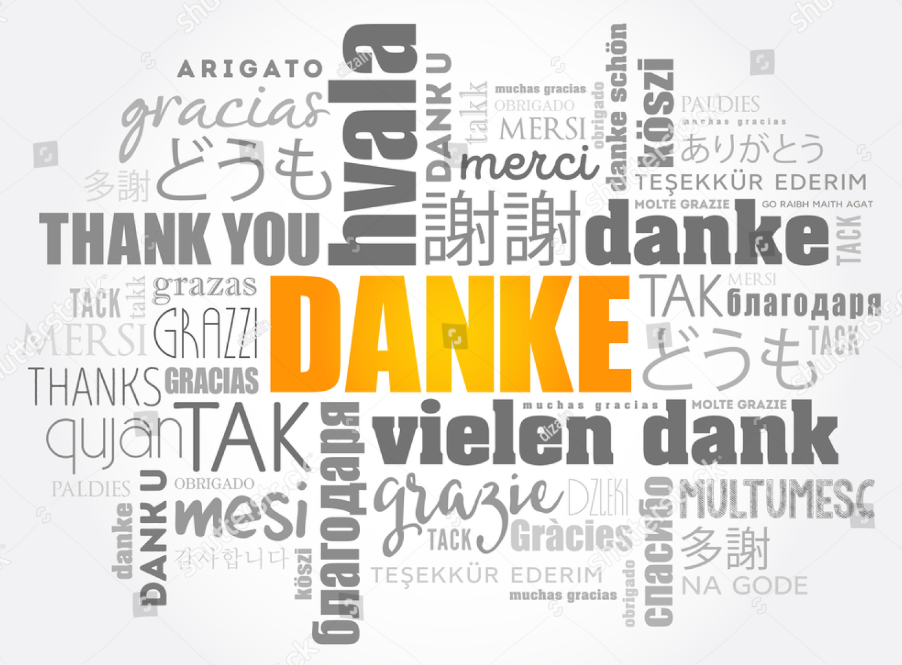 ARIGATO
gracias
どうも
多謝
THANK YOU
hvala
DANK U
takk
muchas gracias
OBRIGADO
MERSI
merci
謝謝
obrigado
danke schön
köszi
PALDIES
muchas gracias
ありがとう
TEŞEKKÜR EDERIM
MOLTE GRAZIE
GO RAIBH MAITH AGAT
danke
TACK
TACK
takk
grazas
MERSI
GRAZZI
THANKS
GRACIAS
DANKE
TAK
MERSI
благодаря
どうも
TACK
qujan
TAK
muchas gracias
MOLTE GRAZIE
vielen dank
PALDIES
OBRIGADO
danke
DANK U
mesi
감사합니다
köszi
благодаря
grazie
DZIEKI
TACK
Gràcies
TEŞEKKÜR EDERIM
muchas gracias
obrigado
спасибо
MULTUMESC
多謝
NA GODE